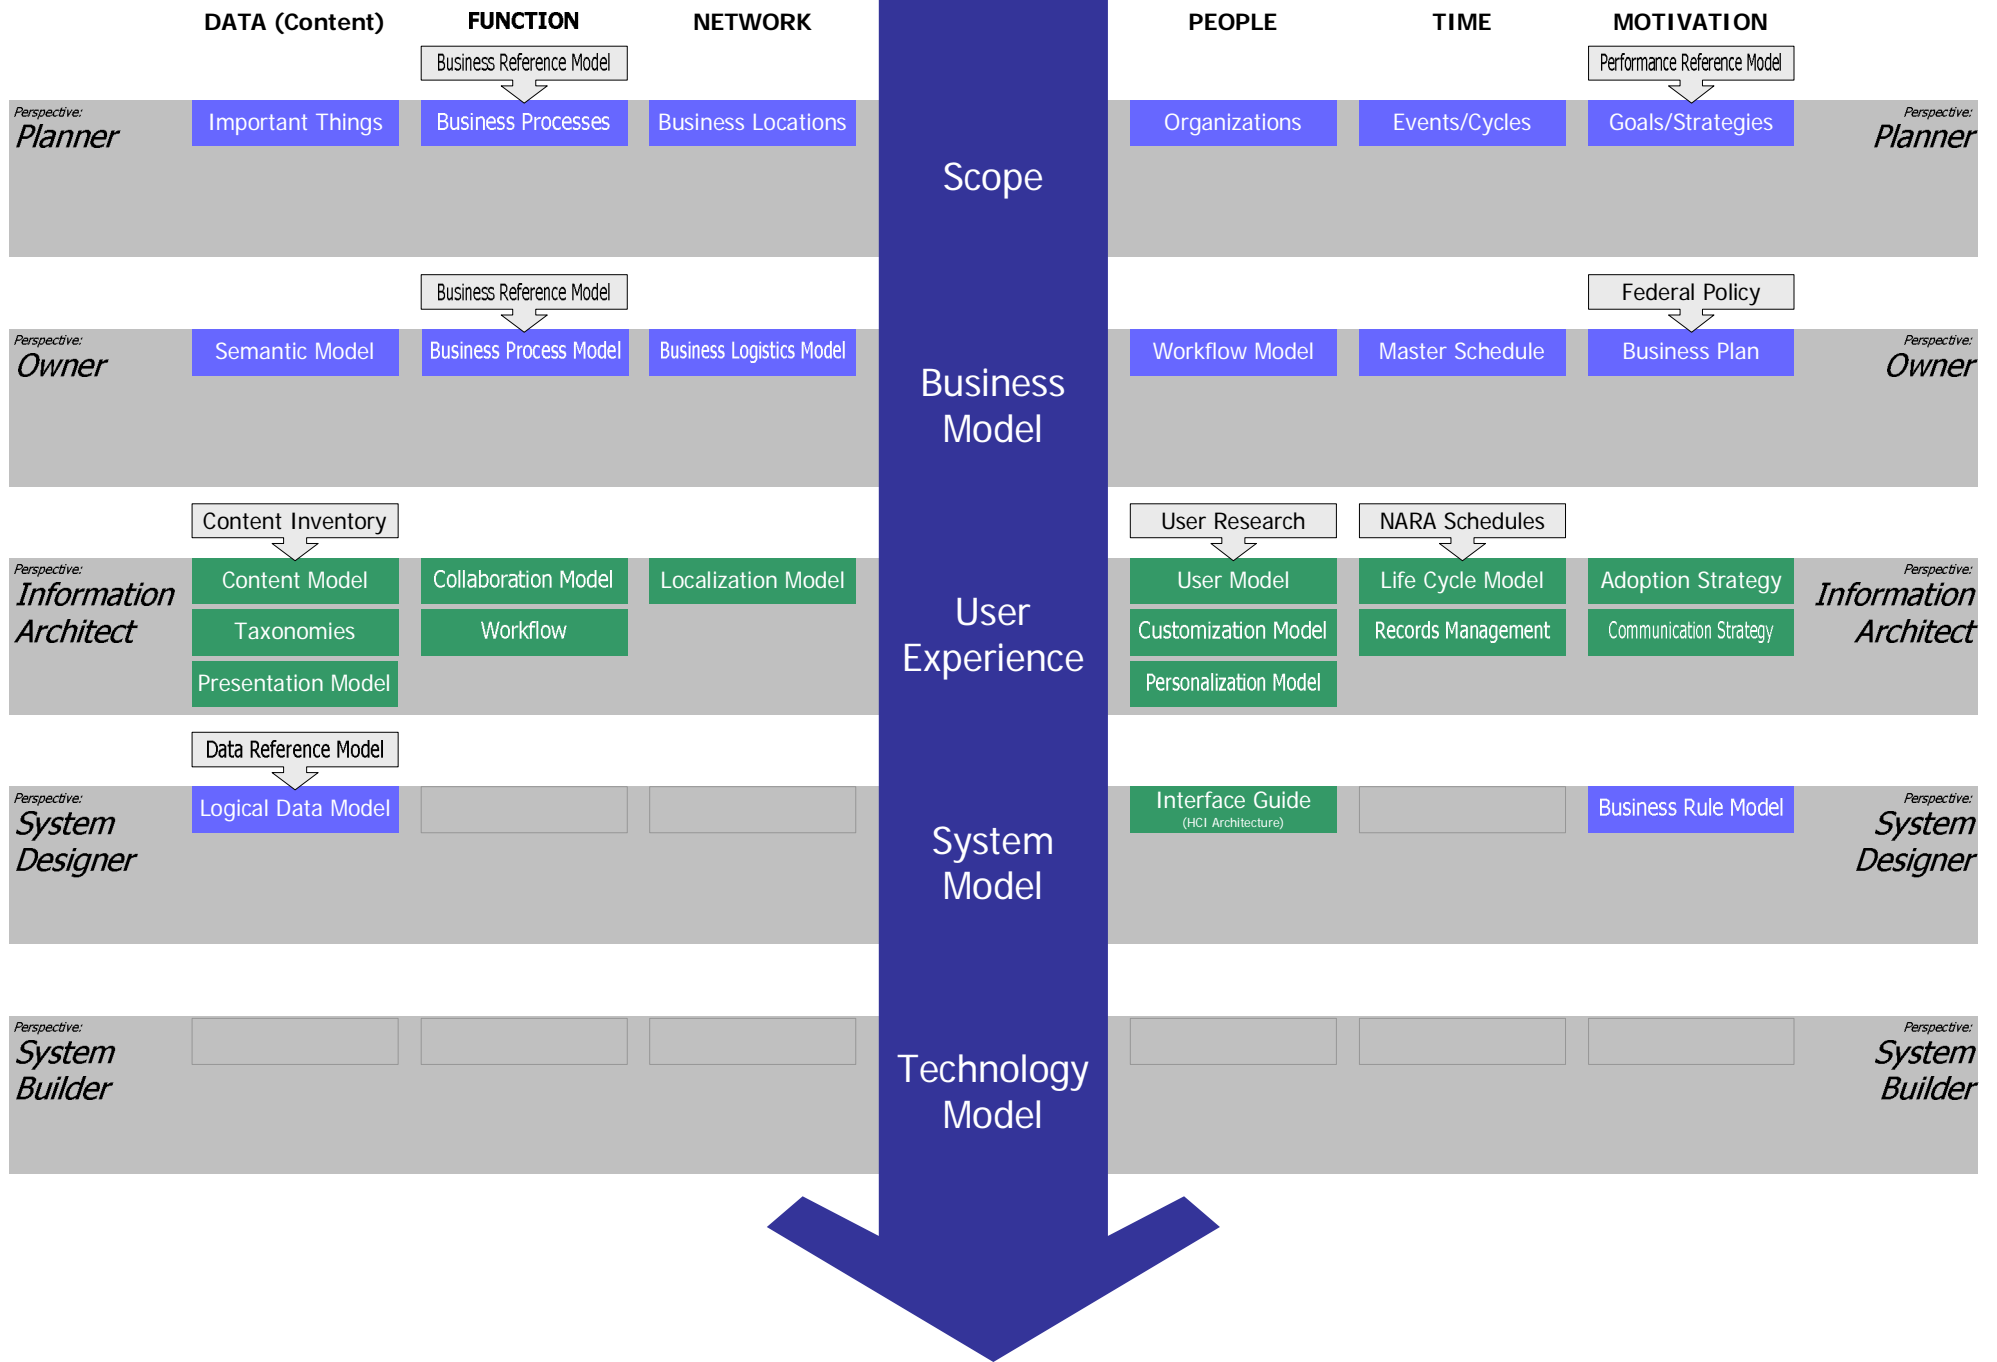 DATA (Content) FUNCTION NETWORK PEOPLE TIME MOTIVATION
Business Reference Model Performance Reference Model
Perspective: Perspective:
Planner Important Things Business Processes Business Locations Organizations Events/Cycles Goals/Strategies Planner
Scope
Business Reference Model Federal Policy
Perspective: Perspective:
Owner Semantic Model Business Process Model Business Logistics Model Workflow Model Master Schedule Business Plan Owner
Business
Model
Content Inventory User Research NARA Schedules
Perspective: Perspective:
Information Content Model Collaboration Model Localization Model User User Model Life Cycle Model Adoption Strategy Information
Architect Taxonomies Workflow Experience Customization Model Records Management Communication Strategy Architect
Presentation Model Personalization Model
Data Reference Model
Perspective: Perspective:
System Logical Data Model System Interface Guide Business Rule Model System
(HCI Architecture)
Designer Model Designer
Perspective: Perspective:
System Technology System
Builder Model Builder